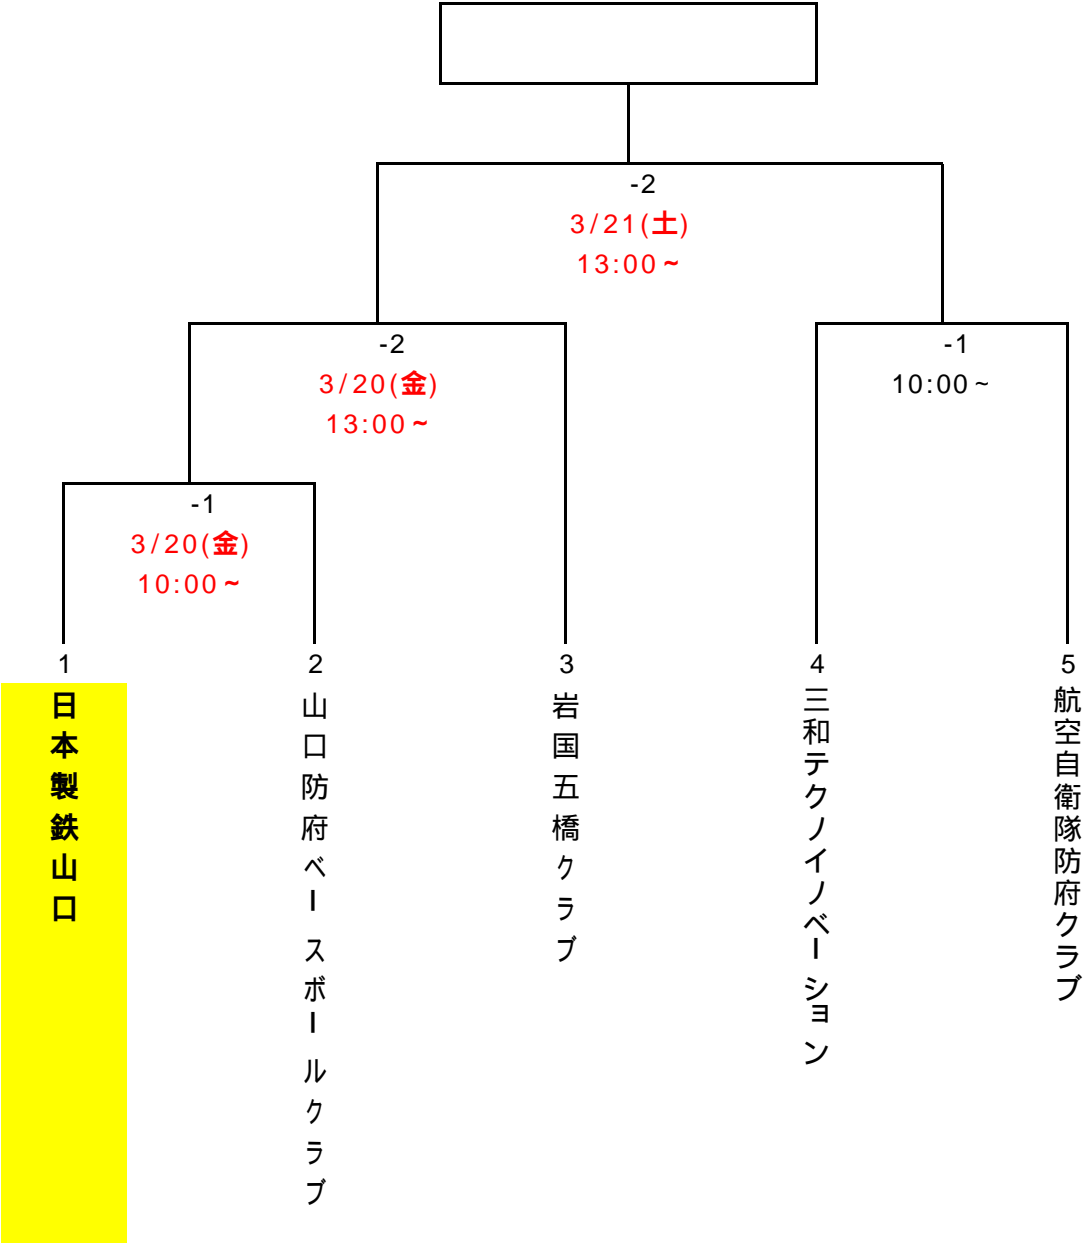 -2
3/21(土)
13:00~
-2
3/20(金)
13:00~
-1
10:00~
-1
3/20(金)
10:00~
1
2
3
4
5
日本製鉄山口
山口防府ベースボールクラブ
岩国五橋クラブ
三和テクノイノベーション
航空自衛隊防府クラブ